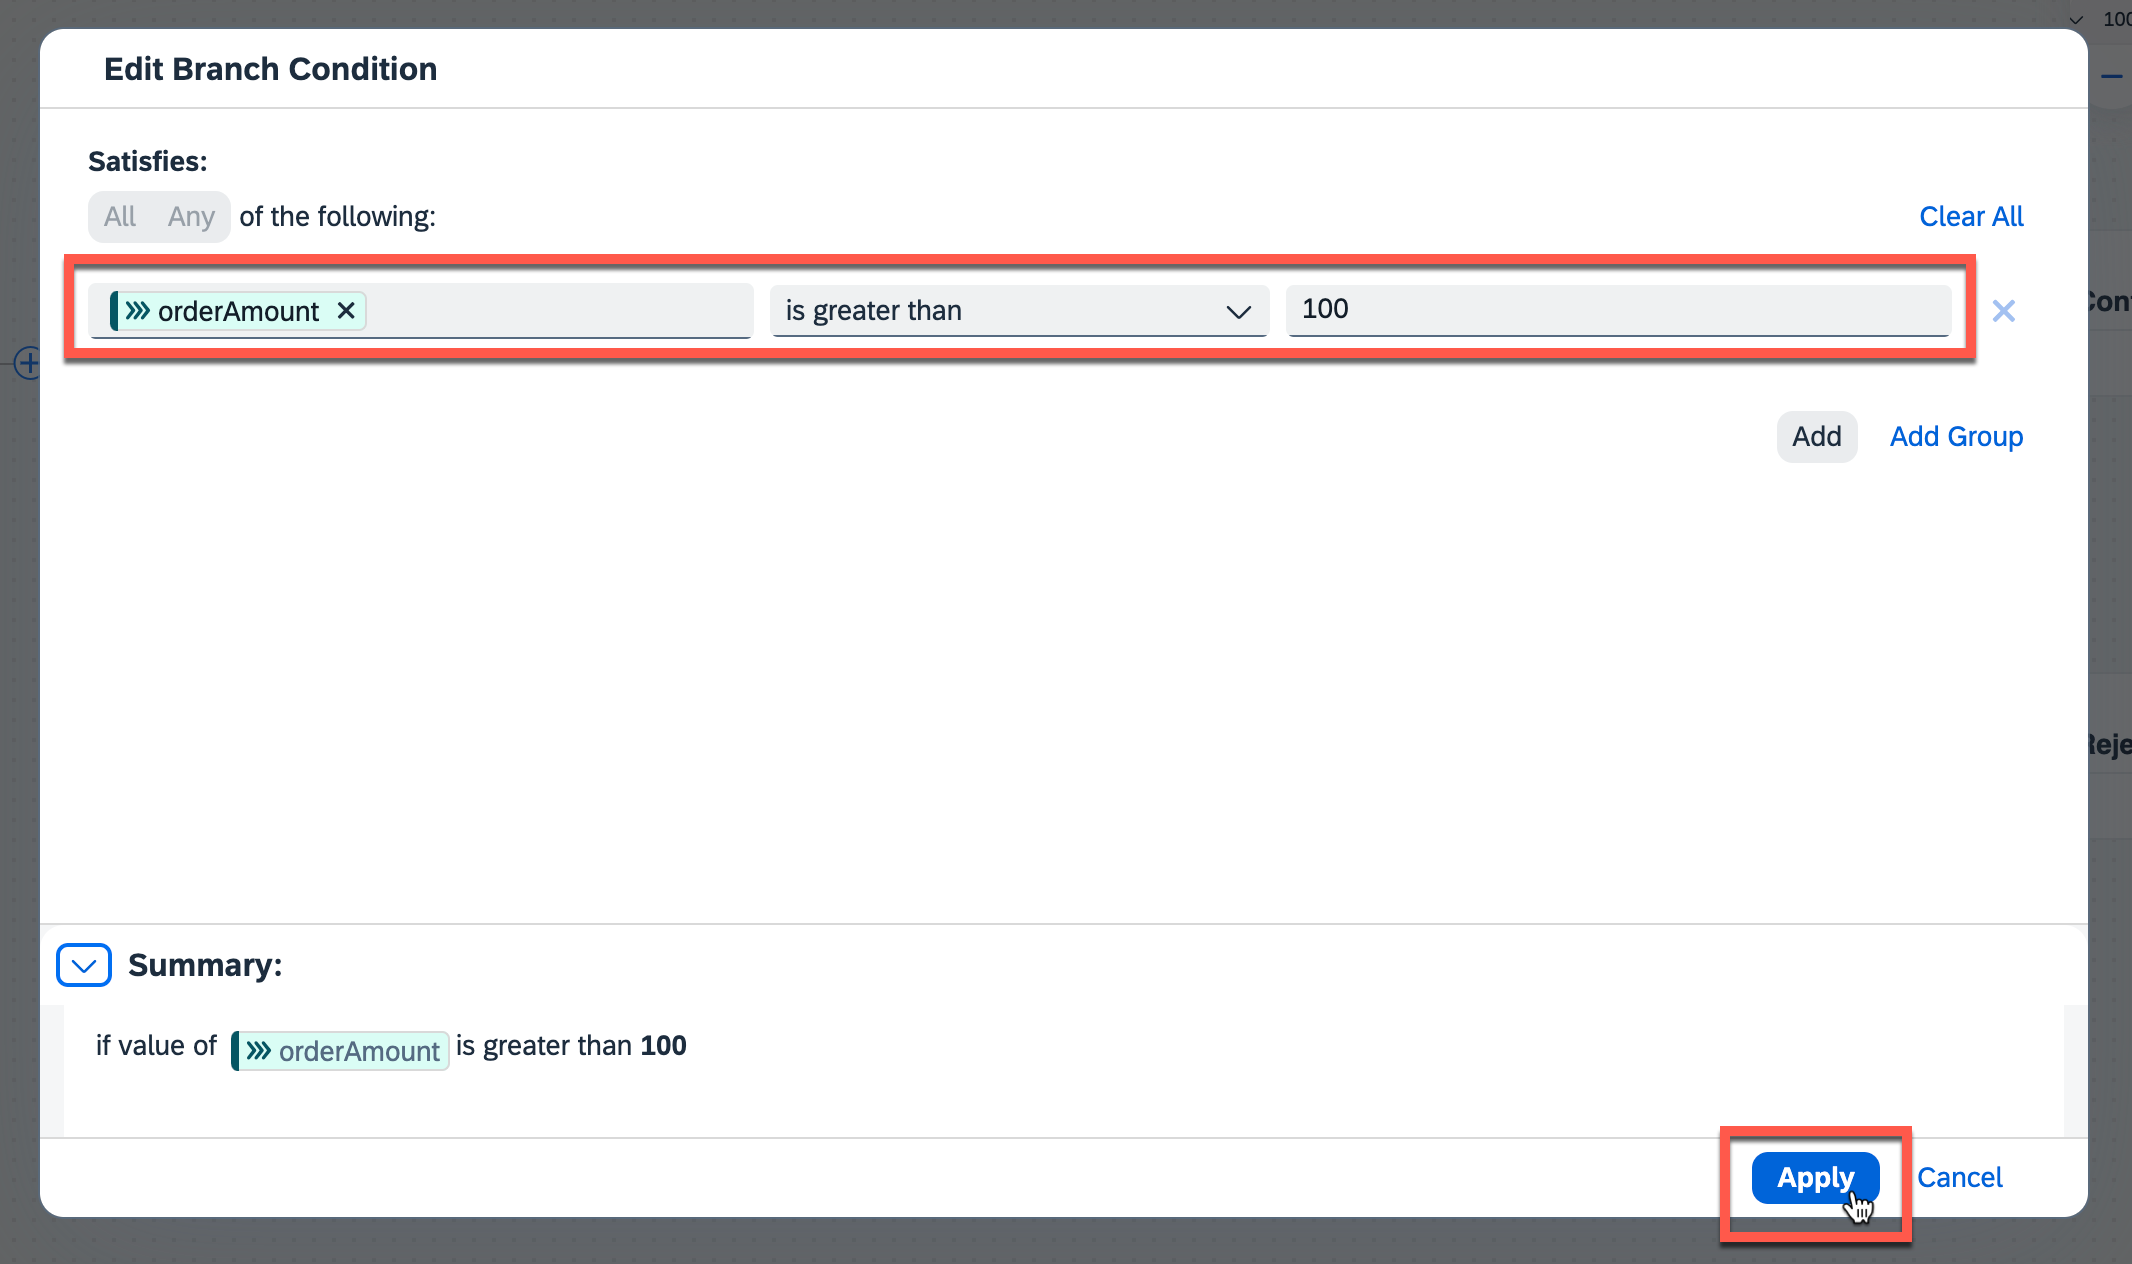 100
Edit Branch Condition
Satisfies:
All Any of the following: Clear All
orderAmount is greater than 100
Add Add Group
Summary:
if value of orderAmount is greater than 100
Apply Cancel